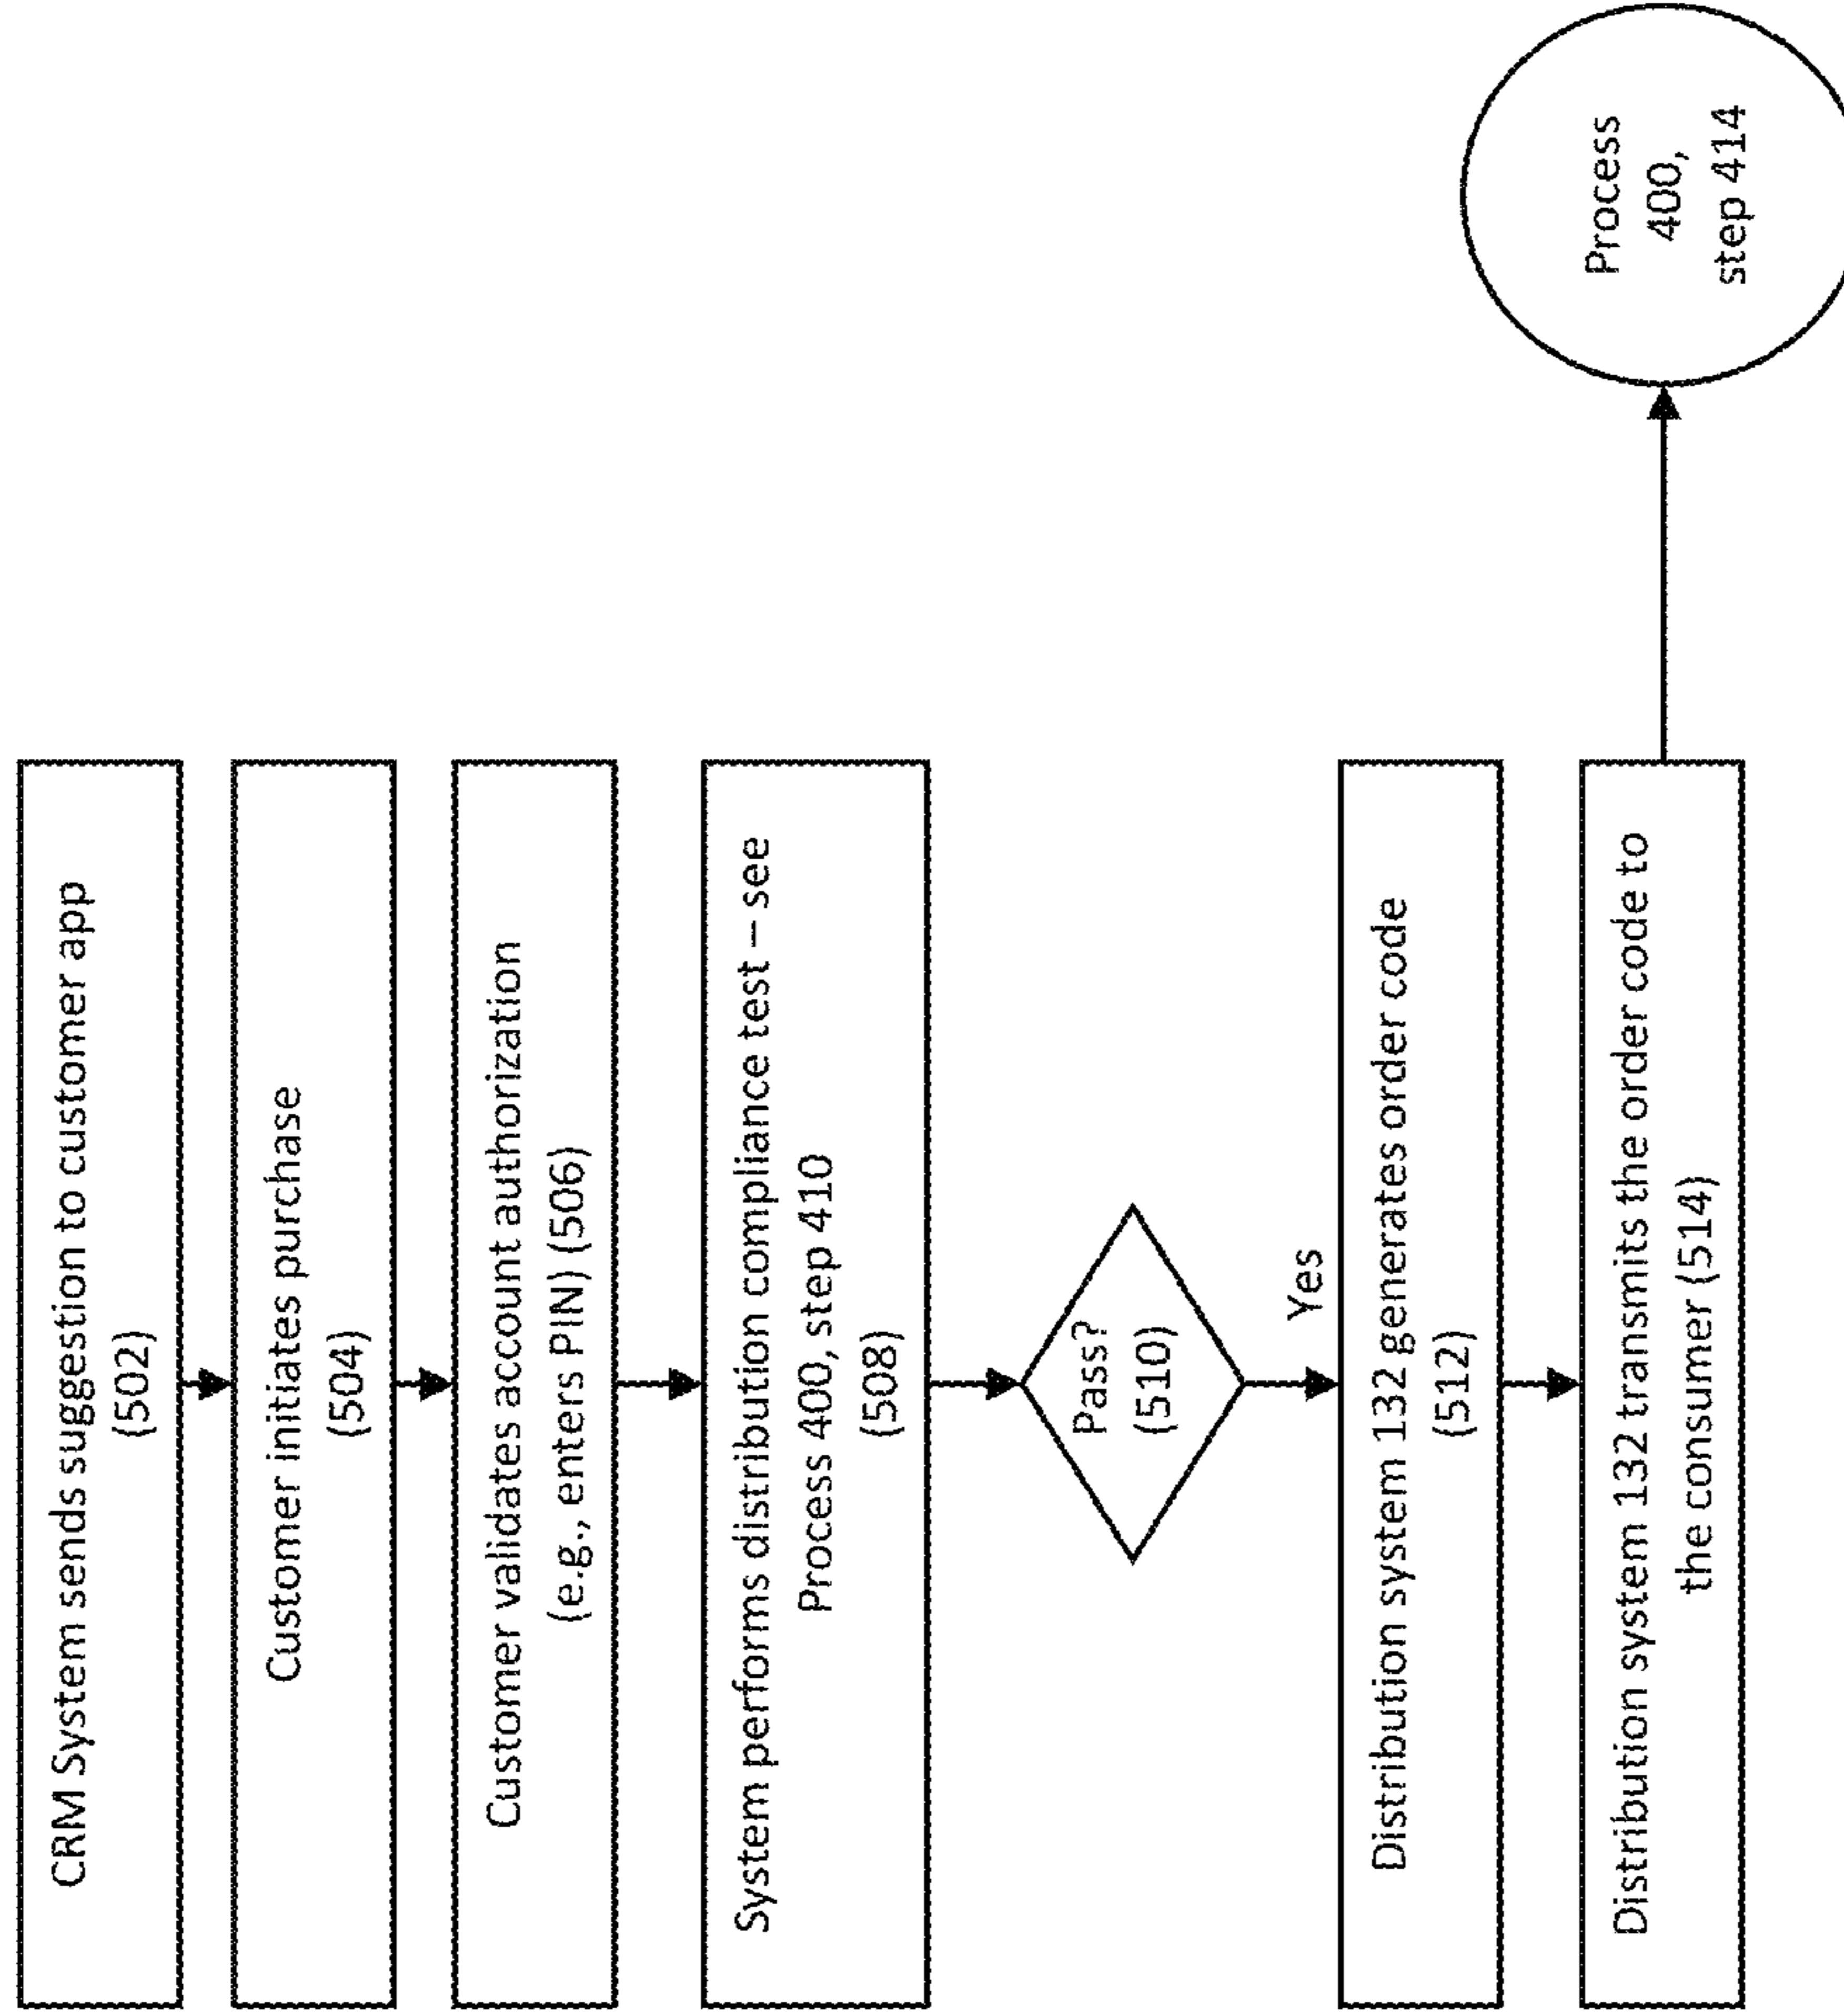 CRM System sends suggestion to customer app
(502)
Customer initiates purchase
(504)
Customer validates account authorization
(e.g., enters PIN) (506)
System performs distribution compliance test – see
Process 400, step 410
(508)
Pass?
(510)
Yes
Distribution system 132 generates order code
(512)
Distribution system 132 transmits the order code to
the consumer (514)
Process
400,
step 414